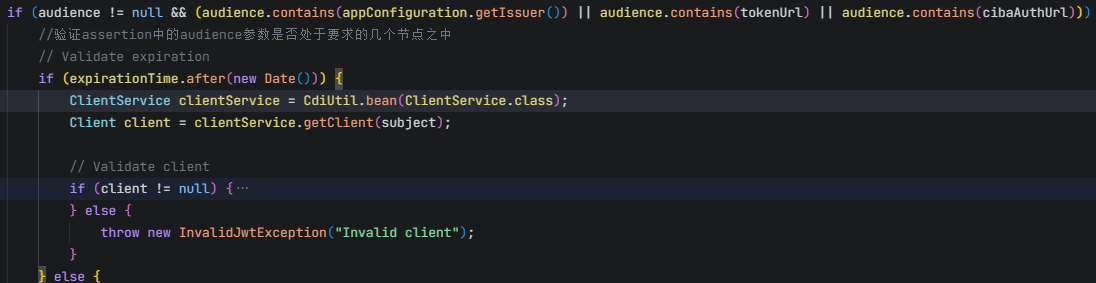 if (audience != null && (audience.contains(appConfiguration.getIssuer()) || audience.contains(tokenUrl) || audience.contains(cibaAuthUrl)))
//验证assertion中的audience参数是否处于要求的几个节点之中
// Validate expiration
if (expirationTime.after(new Date())) {
ClientService clientService = CdiUtil.bean(ClientService.class);
Client client = clientService.getClient(subject);
// Validate client
if (client != null) {···
} else {
throw new InvalidJwtException("Invalid client");
}
} else {